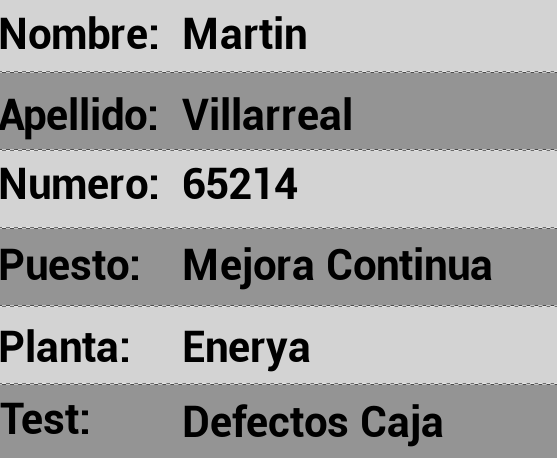 Nombre: Martin
Apellido: Villarreal
Numero: 65214
Puesto: Mejora Continua
Planta: Enerya
Test: Defectos Caja